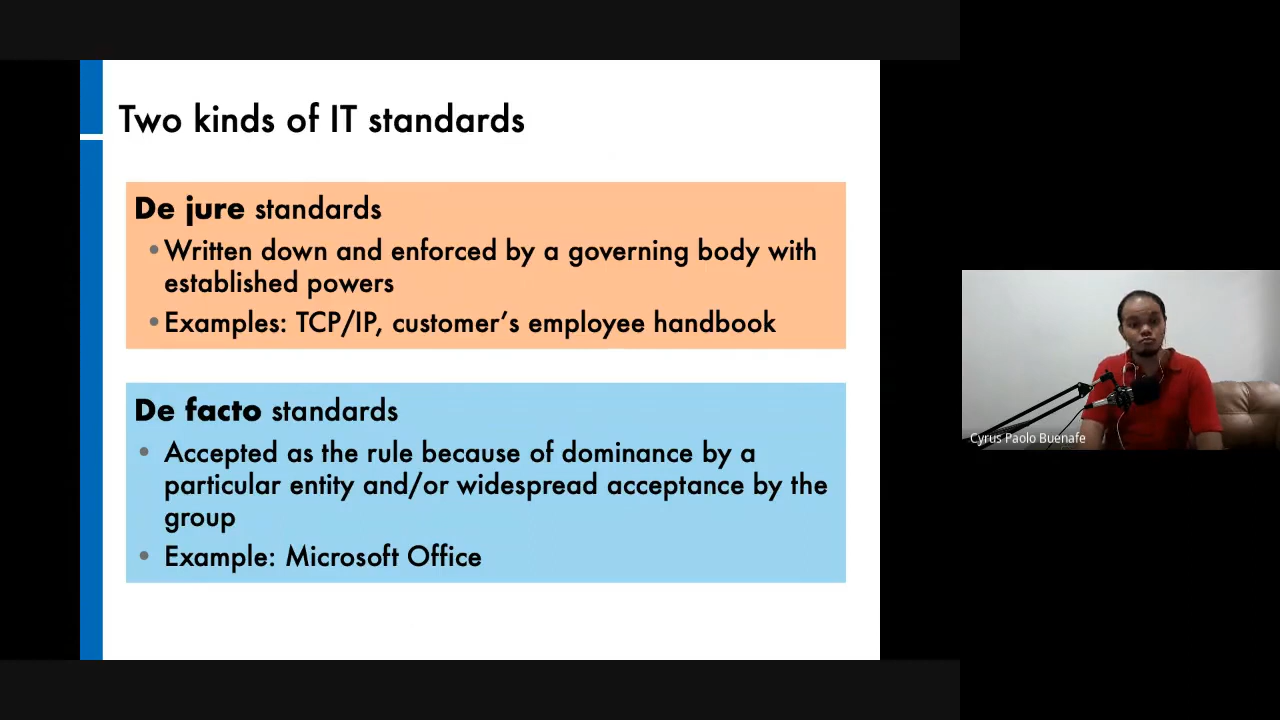 Two kinds of IT standards
De jure standards
•Written down and enforced by a governing body with
established powers
•Examples: TCP/IP, customer's employee handbook
De facto standards
• Accepted as the rule because of dominance by a
particular entity and/or widespread acceptance by the
group
• Example: Microsoft Office
Cyrus Paolo Buenafe